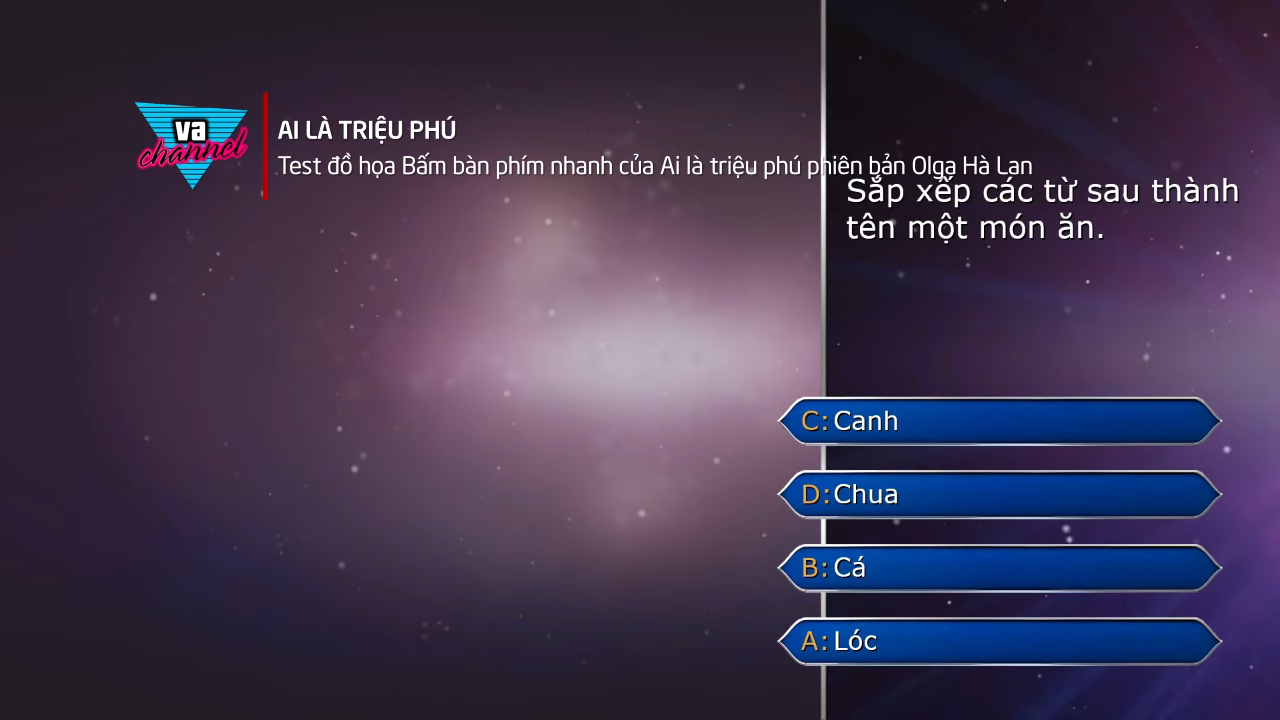 va
channel
AI LÀ TRIỆU PHÚ
Test đồ họa Bấm bàn phím nhanh của Ai là triệu phú phiên bản Olga Hà Lan
Sắp xếp các từ sau thành
tên một món ăn.
C: Canh
D: Chua
B: Cá
A: Lóc